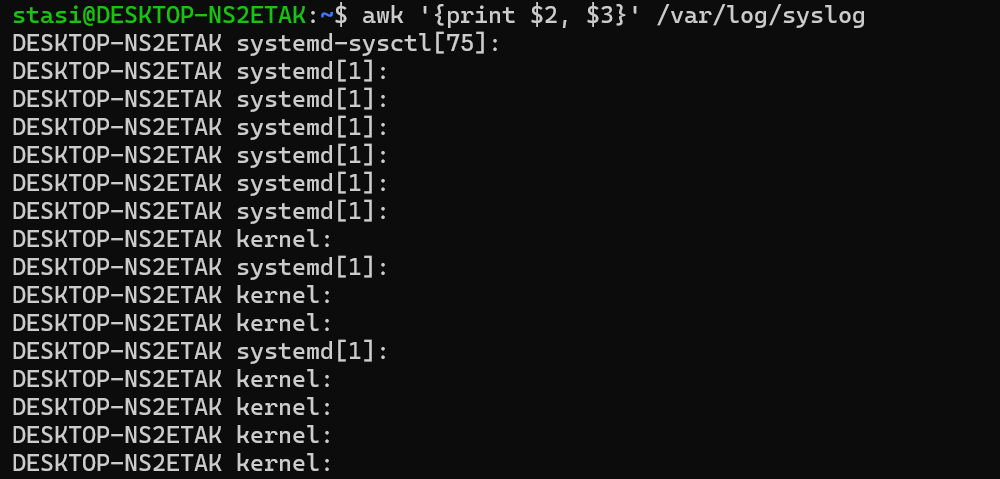 stasi@DESKTOP-NS2ETAK:~$ awk '{print $2, $3}' /var/log/syslog
DESKTOP-NS2ETAK systemd-sysctl[75]:
DESKTOP-NS2ETAK systemd[1]:
DESKTOP-NS2ETAK systemd[1]:
DESKTOP-NS2ETAK systemd[1]:
DESKTOP-NS2ETAK systemd[1]:
DESKTOP-NS2ETAK systemd[1]:
DESKTOP-NS2ETAK systemd[1]:
DESKTOP-NS2ETAK kernel:
DESKTOP-NS2ETAK systemd[1]:
DESKTOP-NS2ETAK kernel:
DESKTOP-NS2ETAK kernel:
DESKTOP-NS2ETAK systemd[1]:
DESKTOP-NS2ETAK kernel:
DESKTOP-NS2ETAK kernel:
DESKTOP-NS2ETAK kernel:
DESKTOP-NS2ETAK kernel: